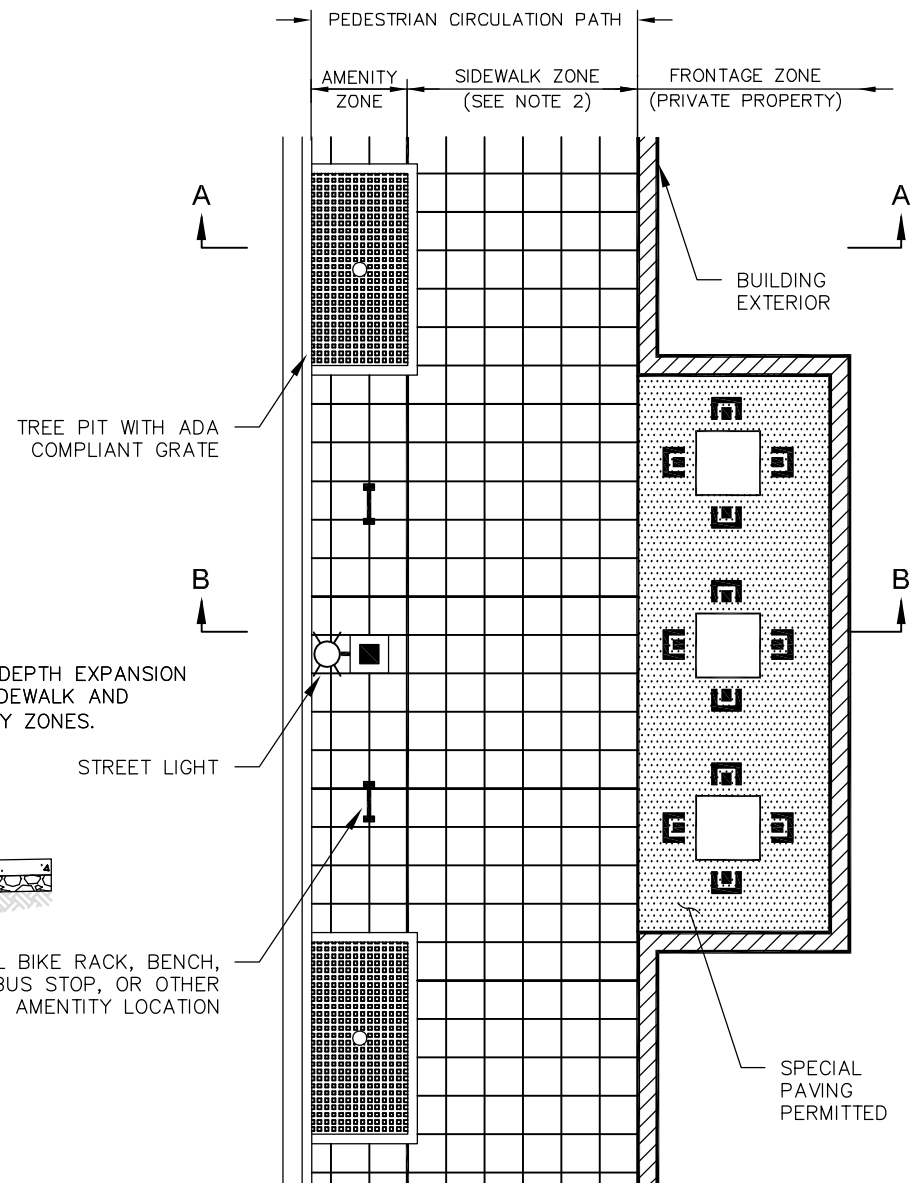 PEDESTRIAN CIRCULATION PATH
AMENITY
ZONE
SIDEWALK ZONE
(SEE NOTE 2)
FRONTAGE ZONE
(PRIVATE PROPERTY)
A
A
BUILDING
EXTERIOR
TREE PIT WITH ADA
COMPLIANT GRATE
B
B
DEPTH EXPANSION
DEWALK AND
Y ZONES.
STREET LIGHT
L BIKE RACK, BENCH,
BUS STOP, OR OTHER
AMENTITY LOCATION
SPECIAL
PAVING
PERMITTED